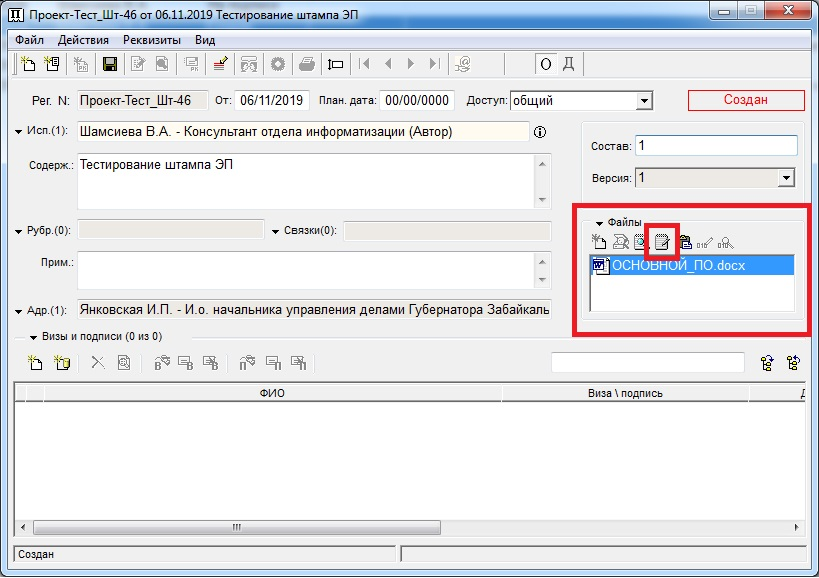 Проект-Тест_Шт-46 от 06.11.2019 Тестирование штампа ЭП
Файл Действия Реквизиты Вид
О Д
Рег. N: Проект-Тест_Шт-46 От: 06/11/2019 План. дата: 00/00/0000 Доступ: общий Создан
Исп.(1): Шамсиева В.А. - Консультант отдела информатизации (Автор)
Состав: 1
Содерж.: Тестирование штампа ЭП
Версия: 1
Файлы
Рубр.(0): Связки(0):
Прим.:
ОСНОВНОЙ_ПО.docx
Адр.(1): Янковская И.П. - И.о. начальника управления делами Губернатора Забайкаль
Визы и подписи (0 из 0)
ФИО Виза \ подпись Д
Создан